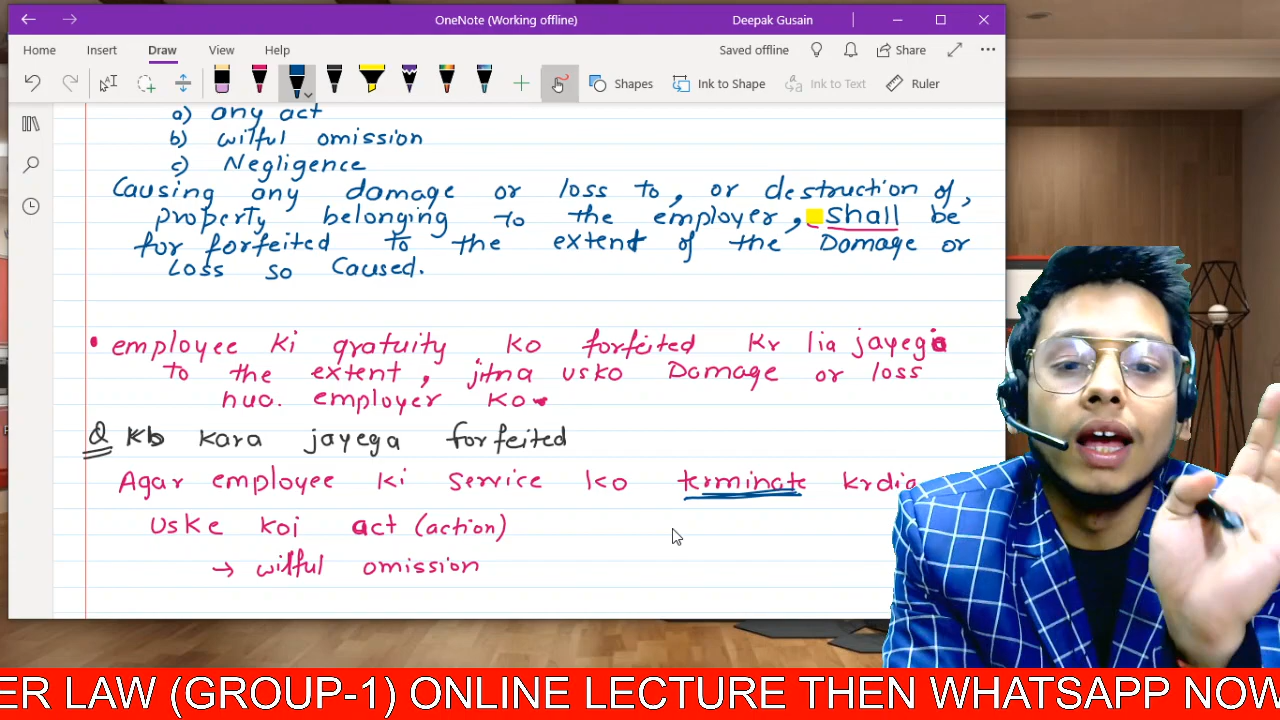 OneNote (Working offline)
Deepak Gusain
Home Insert Draw View Help
Saved offline
Share
Shapes
Ink to Shape
Ink to Text
Ruler
a) any act
b) wilful omission
c) Negligence
Causing any damage or loss to, or destruction of,
property belonging to the employer, shall be
for forfeited to the extent of the Damage or
Loss so Caused.
• employee ki gratuity ko forfeited kr lia jayega
to the extent, jitna usko Damage or loss
hua. employer ko.
Q Kb kara jayega forfeited
Agar employee ki service ko terminate krdia
uske koi act (action)
→ wilful omission
ER LAW (GROUP-1) ONLINE LECTURE THEN WHATSAPP NOW